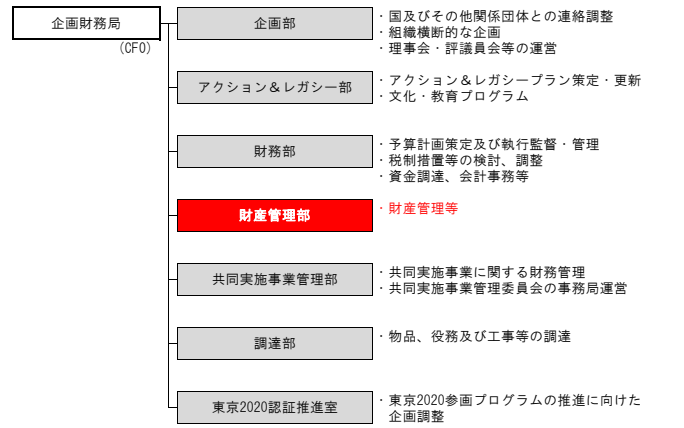 企画財務局
(CFO)
企画部
・国及びその他関係団体との連絡調整
・組織横断的な企画
・理事会・評議員会等の運営
アクション＆レガシー部
・アクション＆レガシープラン策定・更新
・文化・教育プログラム
財務部
・予算計画策定及び執行監督・管理
・税制措置等の検討、調整
・資金調達、会計事務等
財産管理部
・財産管理等
共同実施事業管理部
・共同実施事業に関する財務管理
・共同実施事業管理委員会の事務局運営
調達部
・物品、役務及び工事等の調達
東京2020認証推進室
・東京2020参画プログラムの推進に向けた
企画調整